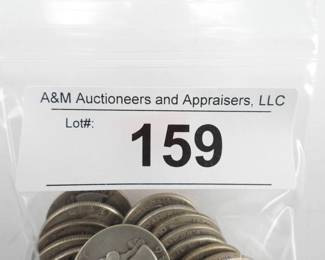 A&M Auctioneers and Appraisers, LLC
Lot#:
159